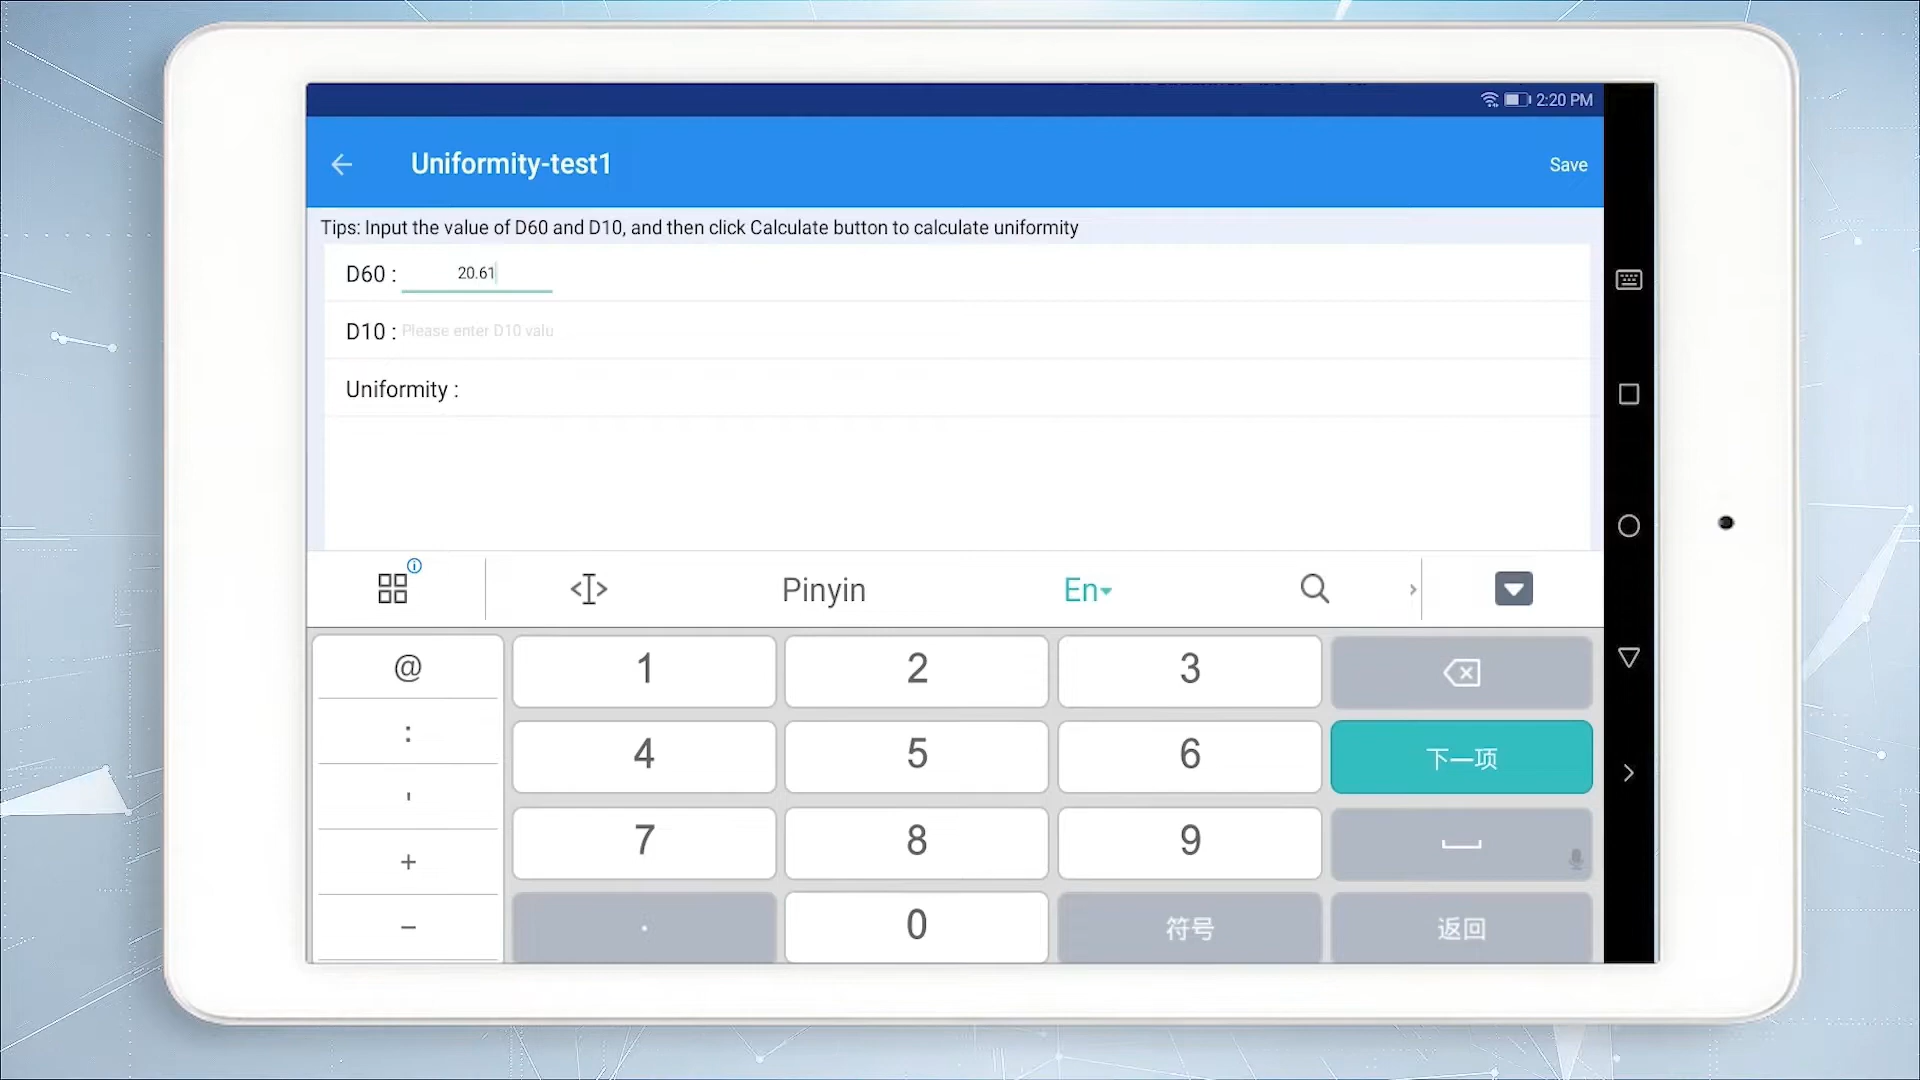 2:20 PM
Uniformity-test1
Save
Tips: Input the value of D60 and D10, and then click Calculate button to calculate uniformity
D60 : 20.61
D10 : Please enter D10 valu
Uniformity :
Pinyin En
@ 1 2 3
: 4 5 6 下一项
' 7 8 9
+
- . 0 符号 返回